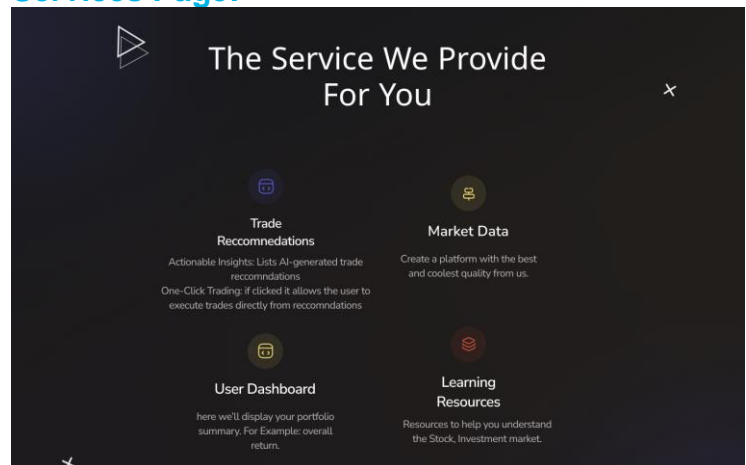 Services Page:
The Service We Provide
For You
Trade
Reccomnedations
Actionable Insights: Lists AI-generated trade
reccomndations
One-Click Trading: if clicked it allows the user to
execute trades directly from reccomndations
Market Data
Create a platform with the best
and coolest quality from us.
User Dashboard
here we'll display your portfolio
summary. For Example: overall
return.
Learning
Resources
Resources to help you understand
the Stock, Investment market.